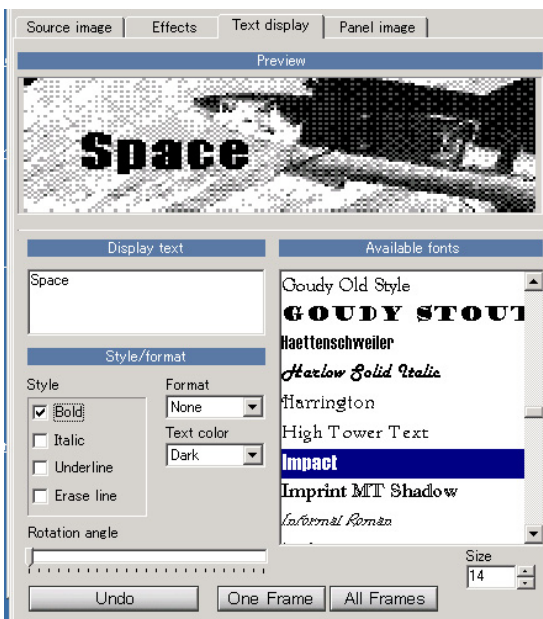 Source image
Effects
Text display
Panel image
Preview
Space
Display text
Available fonts
Space
Goudy Old Style
GOUDY STOUT
Haettenschweiler
Harlow Solid Italic
Harrington
High Tower Text
Impact
Imprint MT Shadow
Informal Roman
Style/format
Style
Format
Bold
None
Italic
Text color
Underline
Dark
Erase line
Rotation angle
Size
14
Undo
One Frame
All Frames